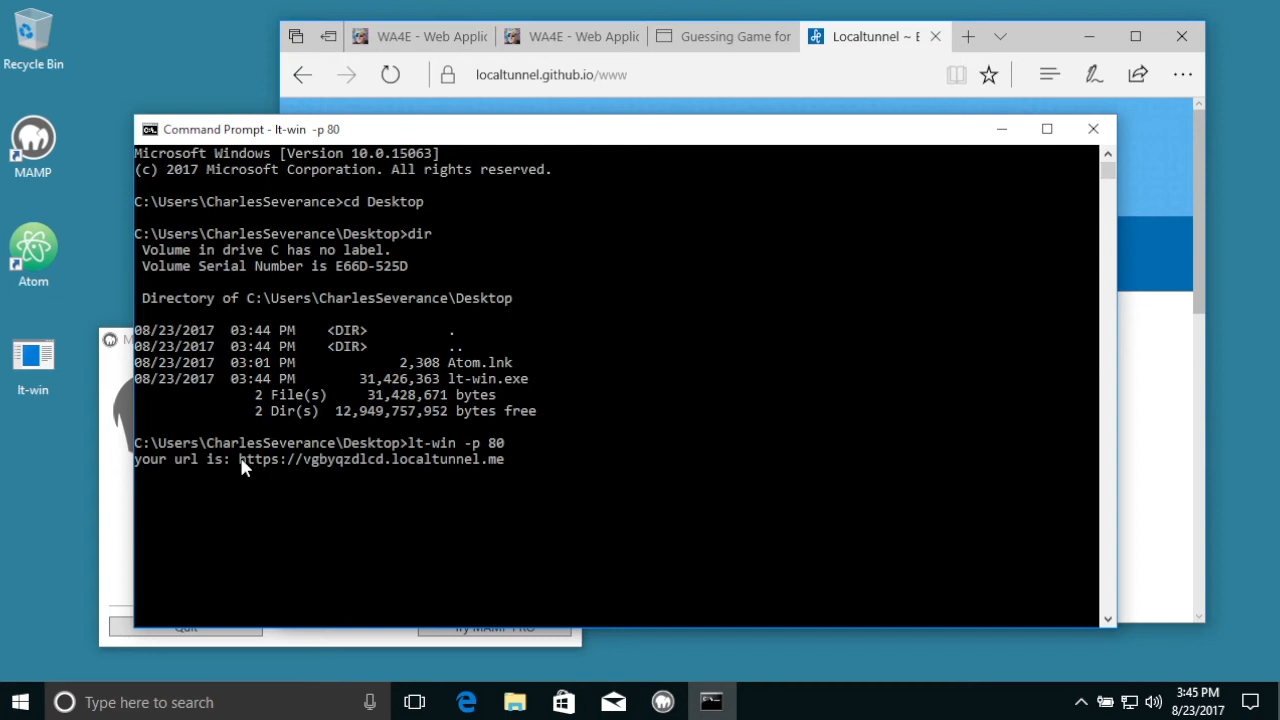 Recycle Bin
MAMP
Atom
lt-win
WA4E - Web Applic
WA4E - Web Applic
Guessing Game for
Localtunnel ~ E
localtunnel.github.io/www
Command Prompt - lt-win  -p 80
Microsoft Windows [Version 10.0.15063]
(c) 2017 Microsoft Corporation. All rights reserved.
C:\Users\CharlesSeverance>cd Desktop
C:\Users\CharlesSeverance\Desktop>dir
Volume in drive C has no label.
Volume Serial Number is E66D-525D
Directory of C:\Users\CharlesSeverance\Desktop
08/23/2017  03:44 PM    <DIR>          .
08/23/2017  03:44 PM    <DIR>          ..
08/23/2017  03:01 PM             2,308 Atom.lnk
08/23/2017  03:44 PM        31,426,363 lt-win.exe
2 File(s)     31,428,671 bytes
2 Dir(s)  12,949,757,952 bytes free
C:\Users\CharlesSeverance\Desktop>lt-win -p 80
your url is: https://vgbyqzdlcd.localtunnel.me
Quit
Try MAMP PRO
Type here to search
3:45 PM
8/23/2017